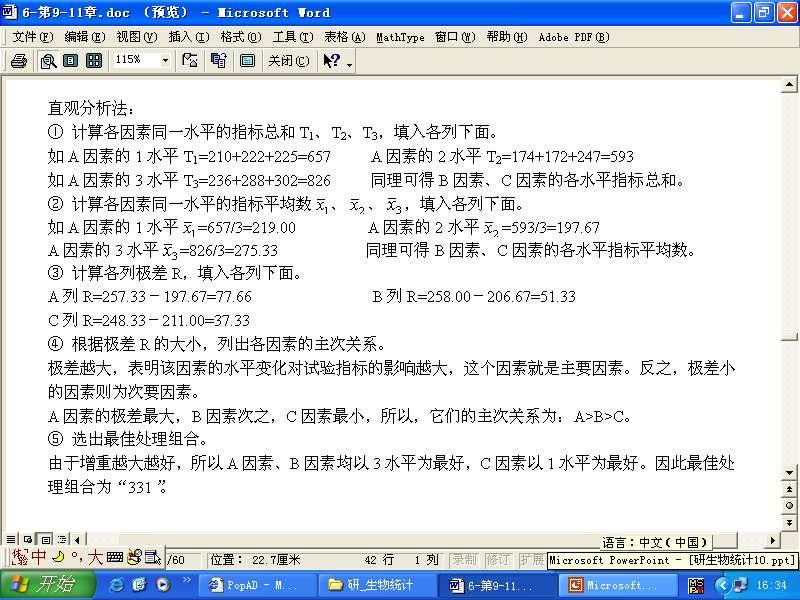 6-第9-11章.doc （预览） - Microsoft Word
文件(F) 编辑(E) 视图(V) 插入(I) 格式(O) 工具(T) 表格(A) MathType 窗口(W) 帮助(H) Adobe PDF(B)
115% 关闭(C)
直观分析法：
① 计算各因素同一水平的指标总和 T₁、T₂、T₃，填入各列下面。
如 A 因素的 1 水平 T₁=210+222+225=657 A 因素的 2 水平 T₂=174+172+247=593
如 A 因素的 3 水平 T₃=236+288+302=826 同理可得 B 因素、C 因素的各水平指标总和。
② 计算各因素同一水平的指标平均数 x̄₁、x̄₂、x̄₃，填入各列下面。
如 A 因素的 1 水平 x̄₁=657/3=219.00 A 因素的 2 水平 x̄₂=593/3=197.67
A 因素的 3 水平 x̄₃=826/3=275.33 同理可得 B 因素、C 因素的各水平指标平均数。
③ 计算各列极差 R，填入各列下面。
A 列 R=257.33－197.67=77.66 B 列 R=258.00－206.67=51.33
C 列 R=248.33－211.00=37.33
④ 根据极差 R 的大小，列出各因素的主次关系。
极差越大，表明该因素的水平变化对试验指标的影响越大，这个因素就是主要因素。反之，极差小
的因素则为次要因素。
A 因素的极差最大，B 因素次之，C 因素最小，所以，它们的主次关系为：A>B>C。
⑤ 选出最佳处理组合。
由于增重越大越好，所以 A 因素、B 因素均以 3 水平为最好，C 因素以 1 水平为最好。因此最佳处
理组合为“331”。
语言：中文(中国)
中 大 /60 位置： 22.7厘米 42 行 1 列 录制 修订 扩展 Microsoft PowerPoint - [研生物统计10.ppt]
开始 PopAD - M... 研_生物统计 6-第9-11... Microsoft... 16:34